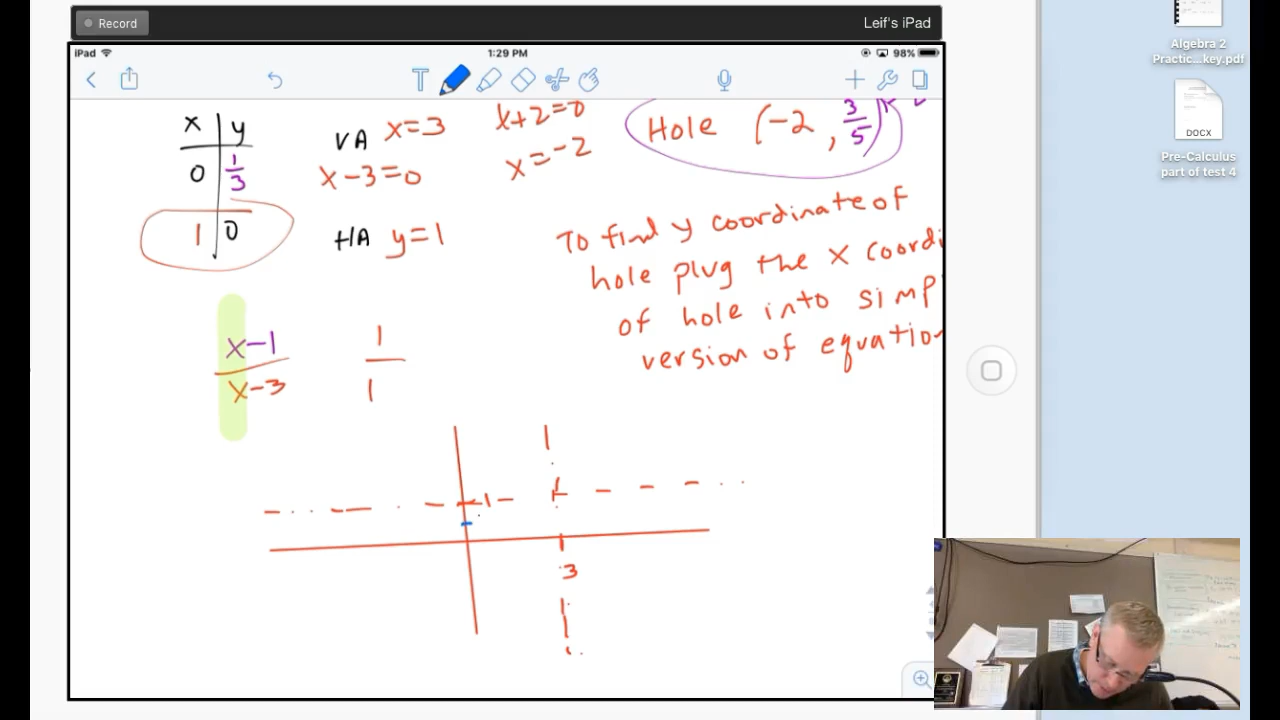 Record
Leif's iPad
iPad
1:29 PM
98%
T
Algebra 2
Practic...key.pdf
DOCX
Pre-Calculus
part of test 4
x y
0 1/3
1 0
VA x=3
x-3=0
HA y=1
x+2=0
x=-2
Hole (-2, 3/5)
To find y coordinate of
hole plug the x coordi
of hole into simp
version of equation
x-1
x-3
1
1
1
3